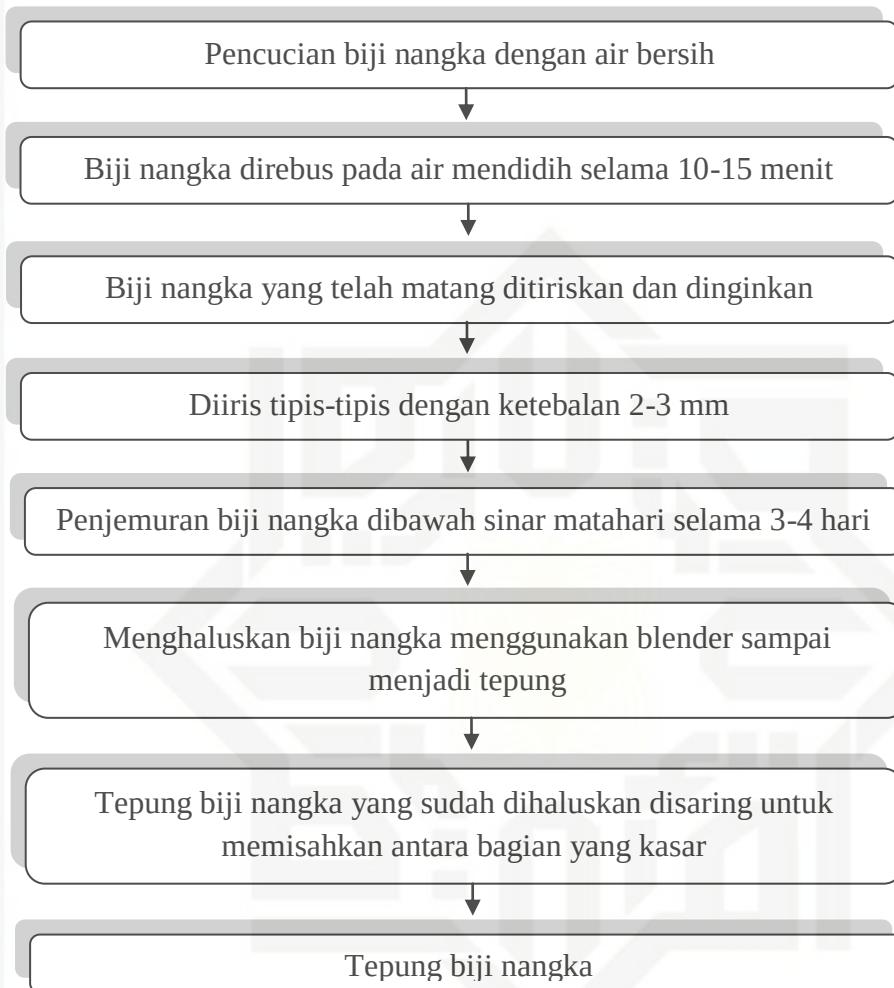 Pencucian biji nangka dengan air bersih
Biji nangka direbus pada air mendidih selama 10-15 menit
Biji nangka yang telah matang ditiriskan dan dinginkan
Diiris tipis-tipis dengan ketebalan 2-3 mm
Penjemuran biji nangka dibawah sinar matahari selama 3-4 hari
Menghaluskan biji nangka menggunakan blender sampai
menjadi tepung
Tepung biji nangka yang sudah dihaluskan disaring untuk
memisahkan antara bagian yang kasar
Tepung biji nangka